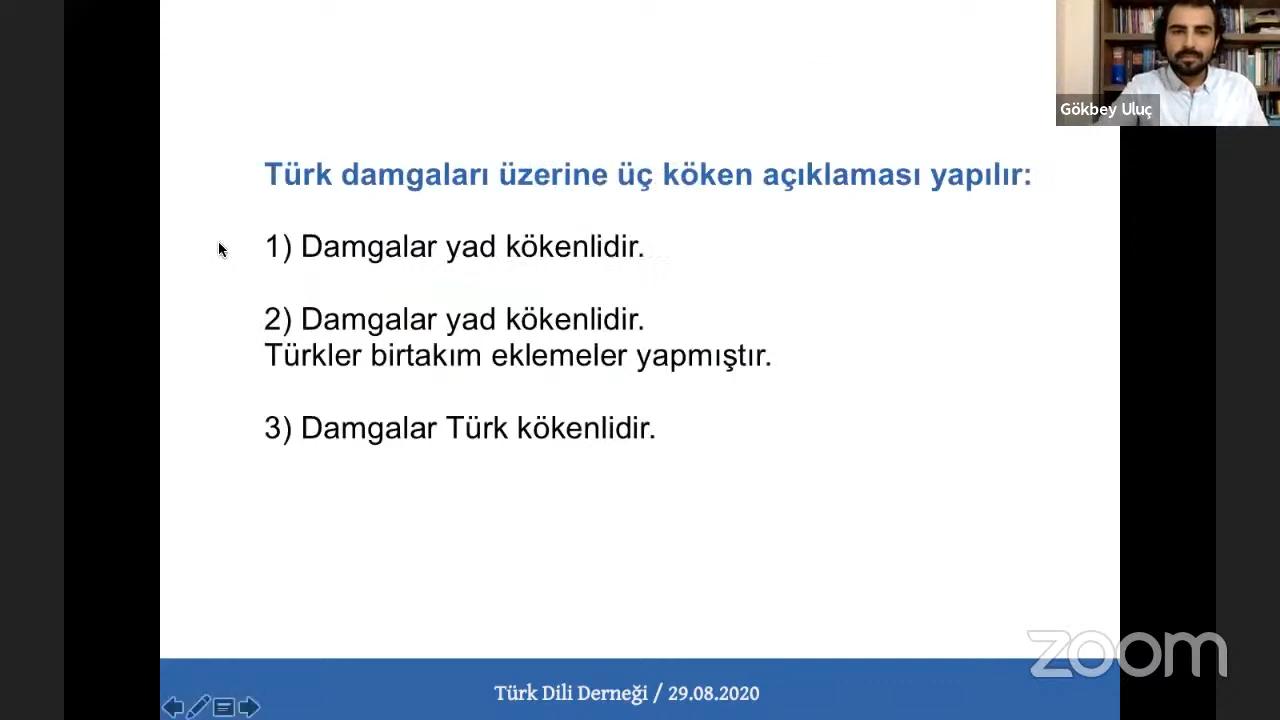 Gökbey Uluç
Türk damgaları üzerine üç köken açıklaması yapılır:
1) Damgalar yad kökenlidir.
2) Damgalar yad kökenlidir.
Türkler birtakım eklemeler yapmıştır.
3) Damgalar Türk kökenlidir.
zoom
Türk Dili Derneği / 29.08.2020